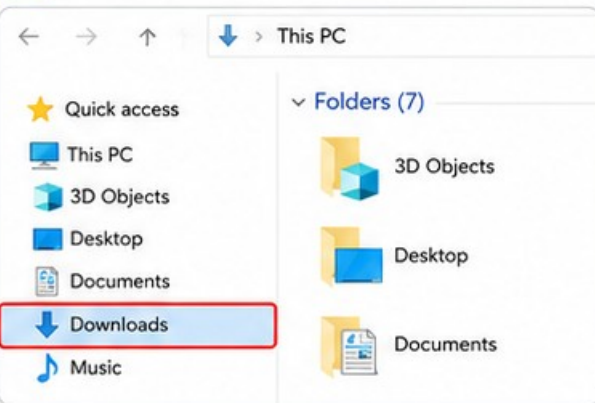 This PC
Quick access
This PC
3D Objects
Desktop
Documents
Downloads
Music
Folders (7)
3D Objects
Desktop
Documents